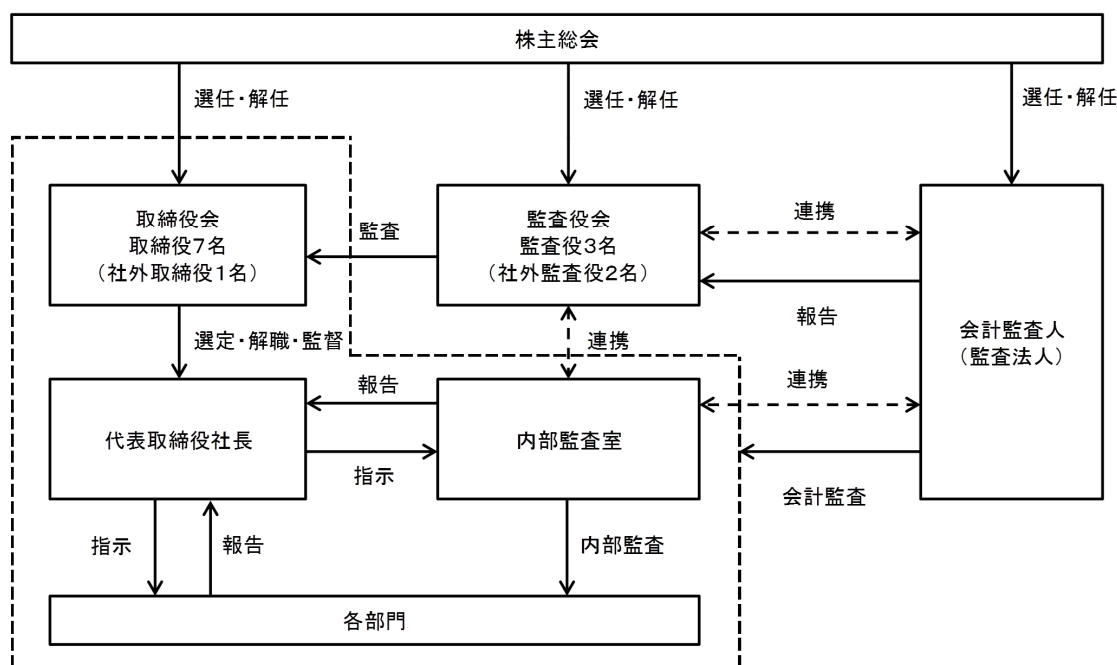 株主総会
選任・解任
選任・解任
選任・解任
取締役会
取締役7名
（社外取締役1名）
監査
監査役会
監査役3名
（社外監査役2名）
連携
報告
会計監査人
（監査法人）
選定・解職・監督
連携
連携
報告
代表取締役社長
指示
内部監査室
会計監査
指示
報告
内部監査
各部門